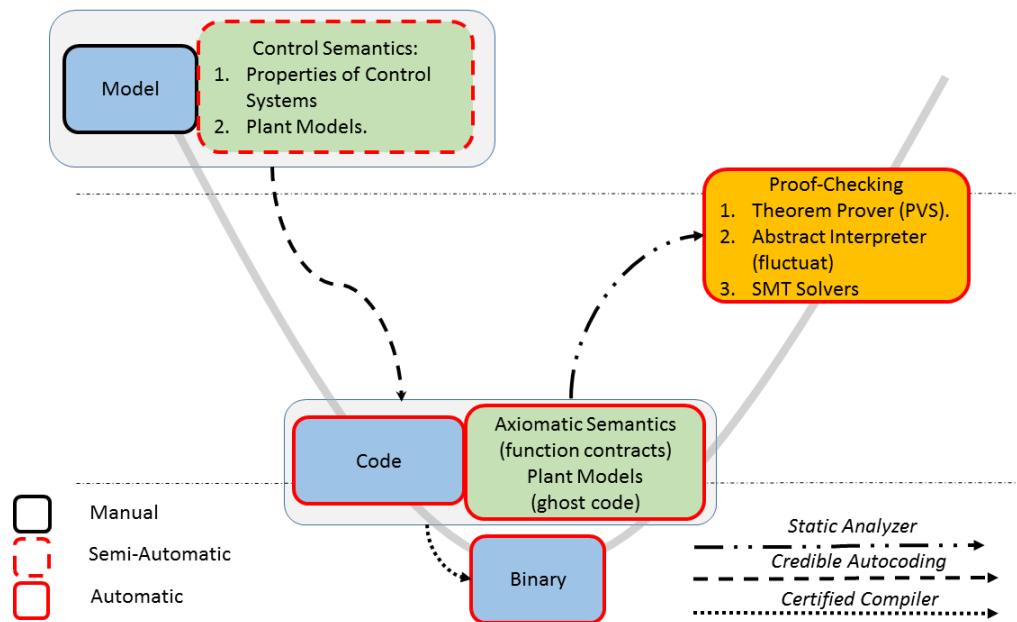 Model
Control Semantics:
1. Properties of Control
Systems
2. Plant Models.
Proof-Checking
1. Theorem Prover (PVS).
2. Abstract Interpreter
(fluctuat)
3. SMT Solvers
Code
Axiomatic Semantics
(function contracts)
Plant Models
(ghost code)
Binary
Manual
Semi-Automatic
Automatic
Static Analyzer
Credible Autocoding
Certified Compiler